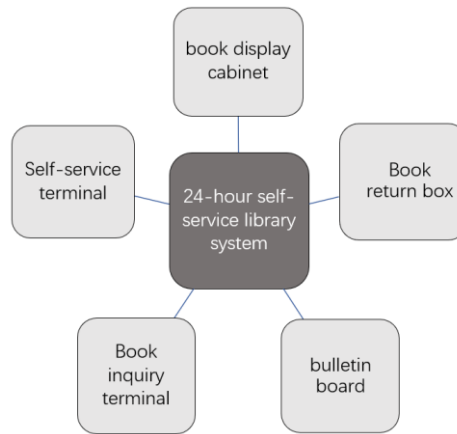 book display
cabinet
Self-service
terminal
24-hour self-
service library
system
Book
return box
Book
inquiry
terminal
bulletin
board